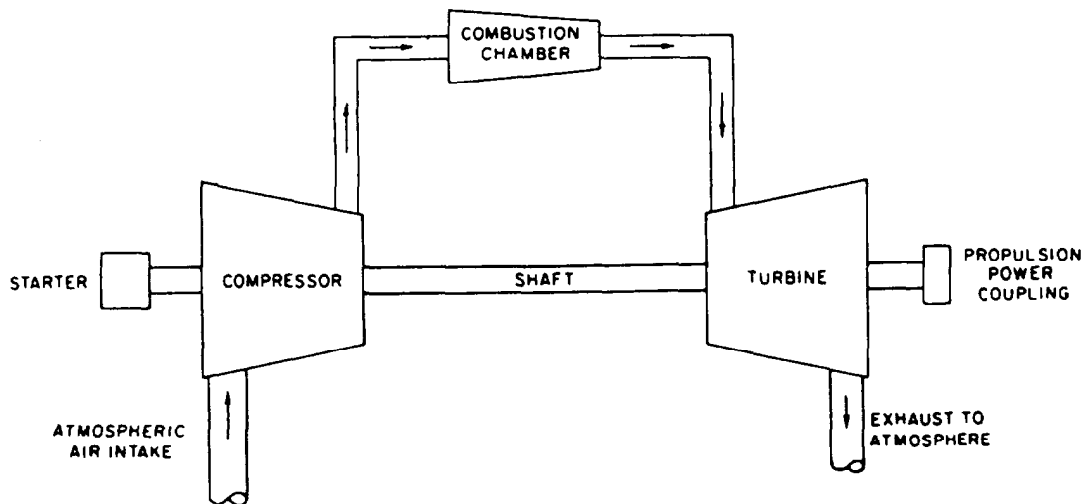 COMBUSTION
CHAMBER
STARTER
COMPRESSOR
SHAFT
TURBINE
PROPULSION
POWER
COUPLING
ATMOSPHERIC
AIR INTAKE
EXHAUST TO
ATMOSPHERE